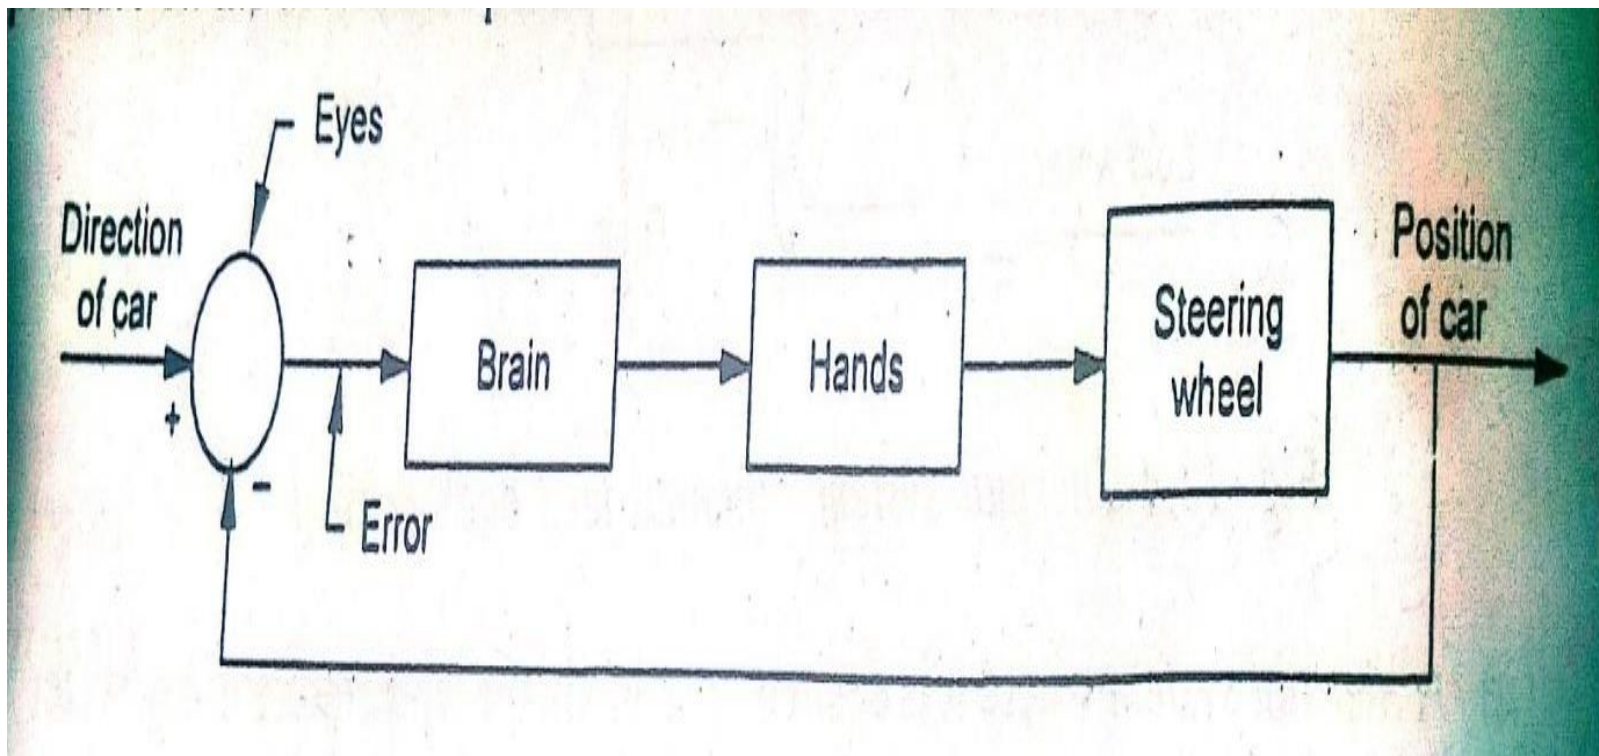 Eyes
Direction
of car
+
-
Error
Brain
Hands
Steering
wheel
Position
of car